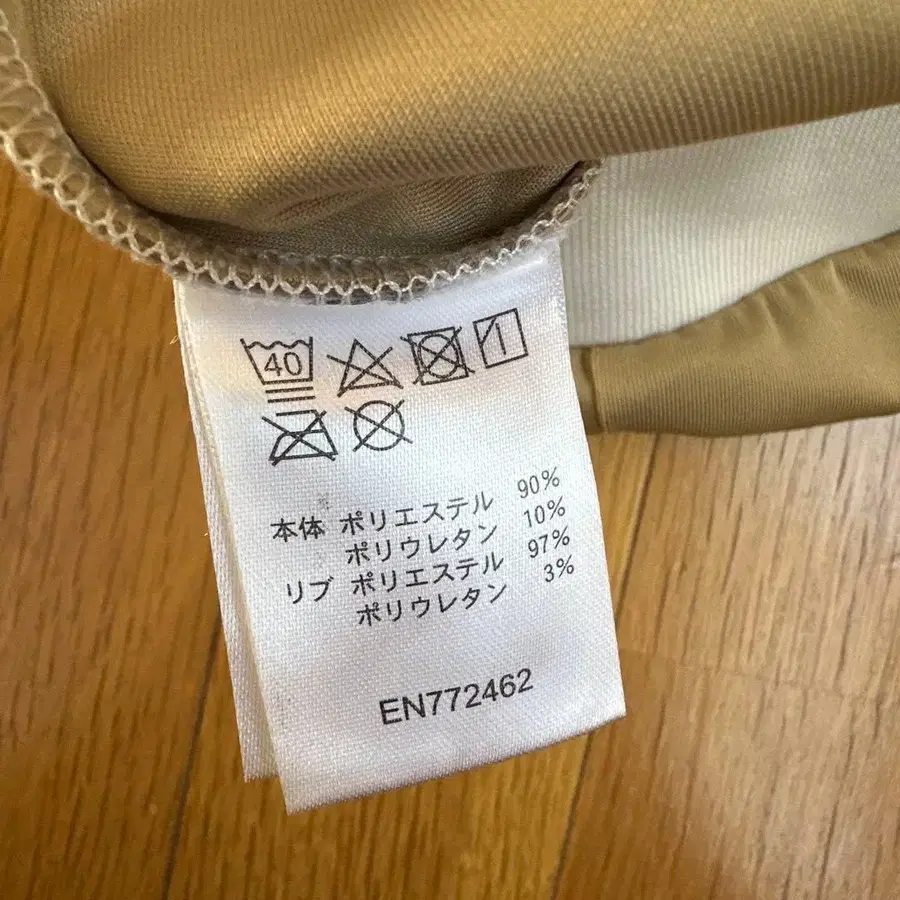 40
本体 ポリエステル 90%
ポリウレタン 10%
リブ ポリエステル 97%
ポリウレタン 3%
EN772462